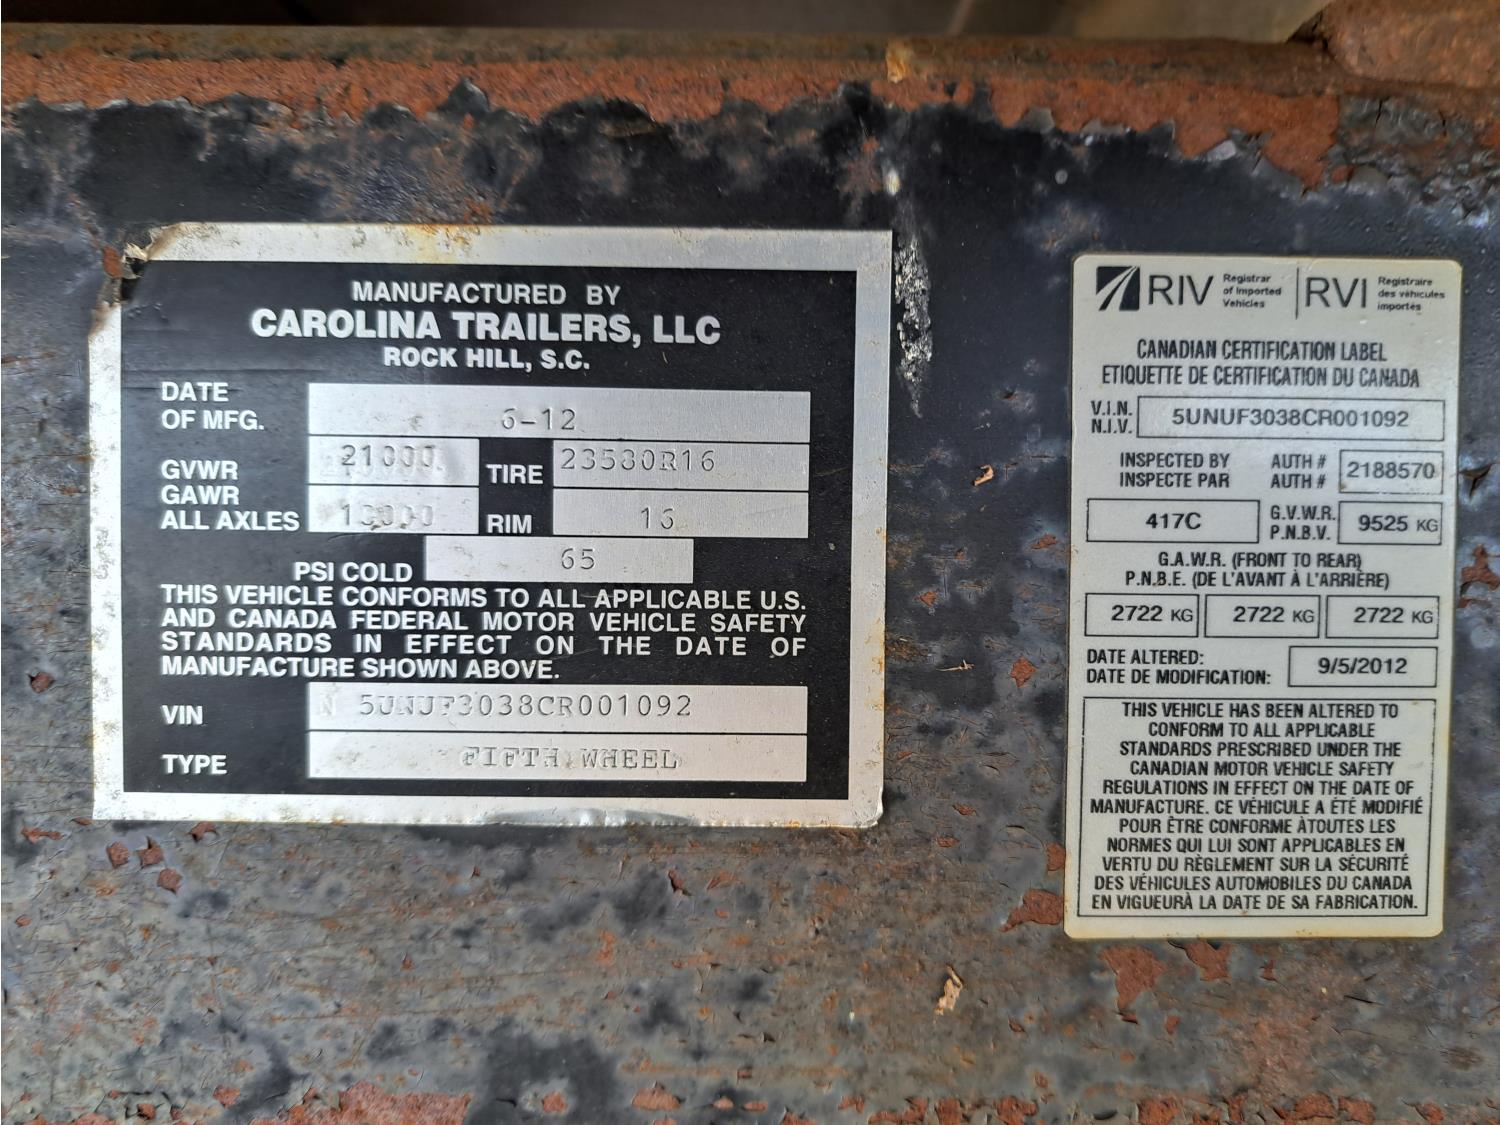 MANUFACTURED BY
CAROLINA TRAILERS, LLC
ROCK HILL, S.C.
DATE
OF MFG. 6-12
GVWR 21000 TIRE 23580R16
GAWR
ALL AXLES RIM 16
PSI COLD 65
THIS VEHICLE CONFORMS TO ALL APPLICABLE U.S.
AND CANADA FEDERAL MOTOR VEHICLE SAFETY
STANDARDS IN EFFECT ON THE DATE OF
MANUFACTURE SHOWN ABOVE.
VIN N 5UNUF3038CR001092
TYPE FIFTH WHEEL
RIV Registrar of Imported Vehicles RVI Registraire des véhicules importés
CANADIAN CERTIFICATION LABEL
ETIQUETTE DE CERTIFICATION DU CANADA
V.I.N.
N.I.V. 5UNUF3038CR001092
INSPECTED BY AUTH # 2188570
INSPECTE PAR AUTH #
417C G.V.W.R. 9525 KG
P.N.B.V.
G.A.W.R. (FRONT TO REAR)
P.N.B.E. (DE L'AVANT À L'ARRIÈRE)
2722 KG 2722 KG 2722 KG
DATE ALTERED:
DATE DE MODIFICATION: 9/5/2012
THIS VEHICLE HAS BEEN ALTERED TO
CONFORM TO ALL APPLICABLE
STANDARDS PRESCRIBED UNDER THE
CANADIAN MOTOR VEHICLE SAFETY
REGULATIONS IN EFFECT ON THE DATE OF
MANUFACTURE. CE VÉHICULE A ÉTÉ MODIFIÉ
POUR ÈTRE CONFORME ÀTOUTES LES
NORMES QUI LUI SONT APPLICABLES EN
VERTU DU RÈGLEMENT SUR LA SÉCURITÉ
DES VÉHICULES AUTOMOBILES DU CANADA
EN VIGUEURÀ LA DATE DE SA FABRICATION.